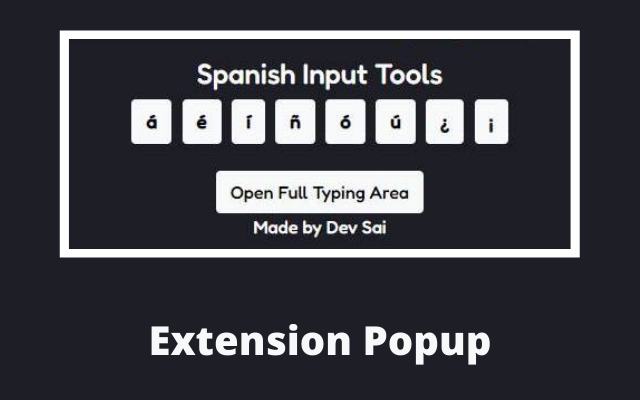 Spanish Input Tools
á é í ñ ó ú ¿ ¡
Open Full Typing Area
Made by Dev Sai
Extension Popup